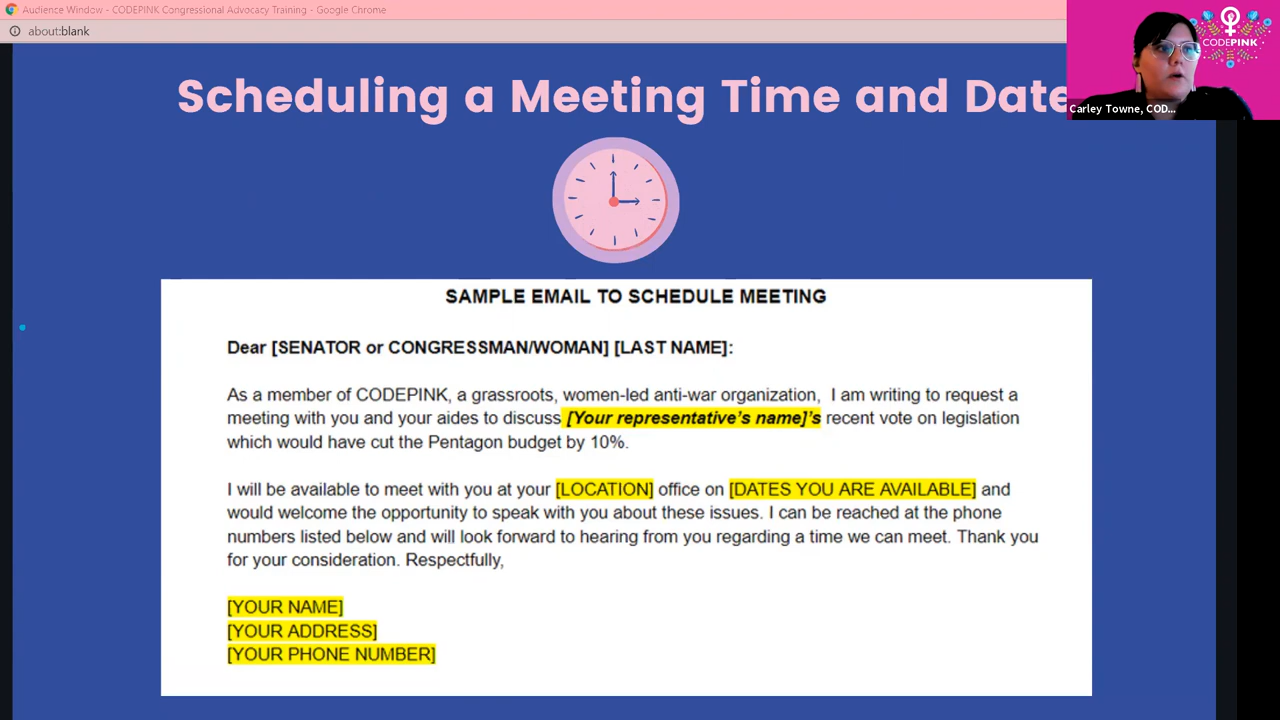 Audience Window - CODEPINK Congressional Advocacy Training - Google Chrome
about:blank
CODEPINK
Carley Towne, COD...
Scheduling a Meeting Time and Date
SAMPLE EMAIL TO SCHEDULE MEETING
Dear [SENATOR or CONGRESSMAN/WOMAN] [LAST NAME]:
As a member of CODEPINK, a grassroots, women-led anti-war organization, I am writing to request a
meeting with you and your aides to discuss [Your representative's name]'s recent vote on legislation
which would have cut the Pentagon budget by 10%.
I will be available to meet with you at your [LOCATION] office on [DATES YOU ARE AVAILABLE] and
would welcome the opportunity to speak with you about these issues. I can be reached at the phone
numbers listed below and will look forward to hearing from you regarding a time we can meet. Thank you
for your consideration. Respectfully,
[YOUR NAME]
[YOUR ADDRESS]
[YOUR PHONE NUMBER]